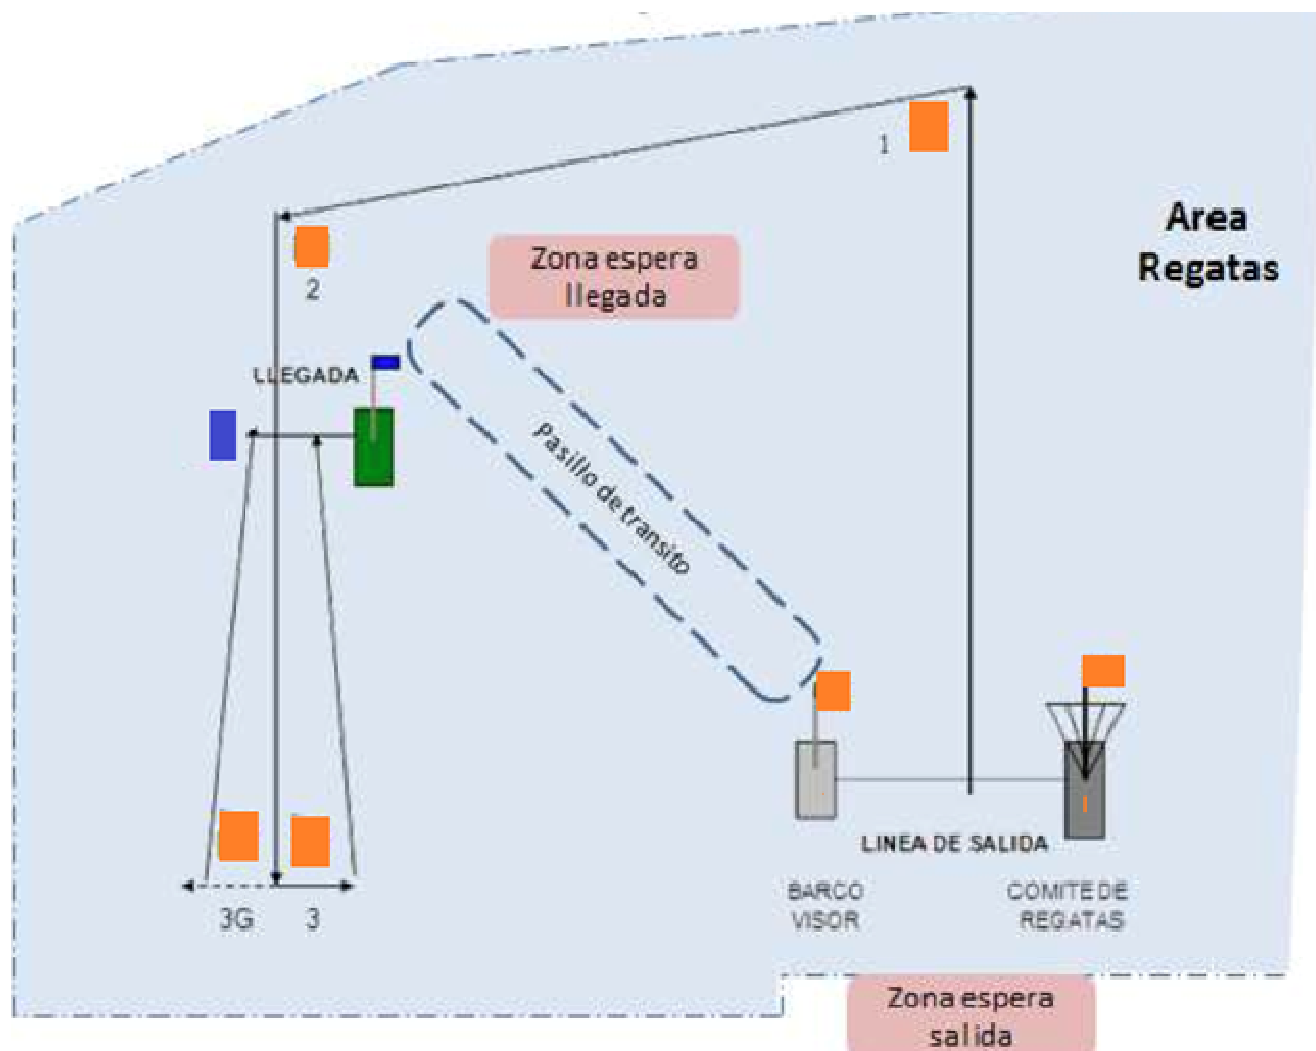 1
Area
Regatas
Zona espera
llegada
2
LLEGADA
Pasillo de transito
LINEA DE SALIDA
BARCO
VISOR
COMITE DE
REGATAS
3G
3
Zona espera
salida